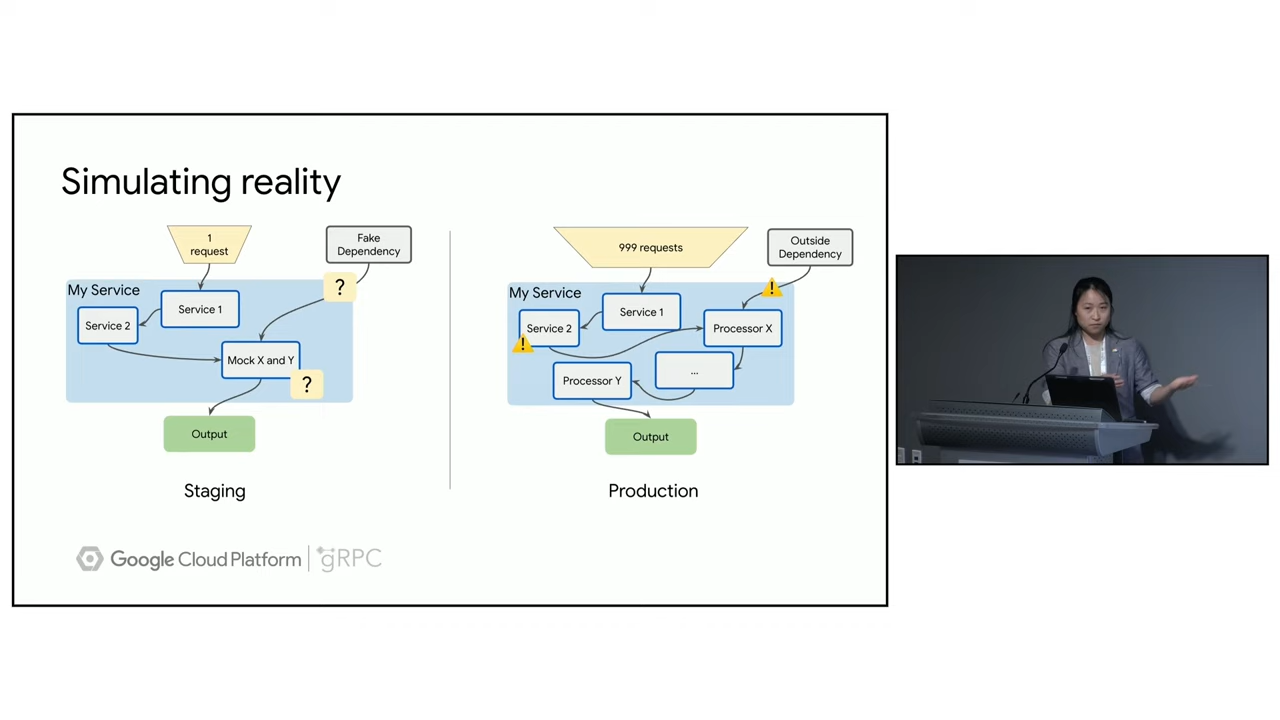 Simulating reality
1
request
Fake
Dependency
?
My Service
Service 1
Service 2
Mock X and Y
?
Output
Staging
999 requests
Outside
Dependency
!
My Service
Service 1
Service 2
!
Processor X
...
Processor Y
Output
Production
Google Cloud Platform | gRPC